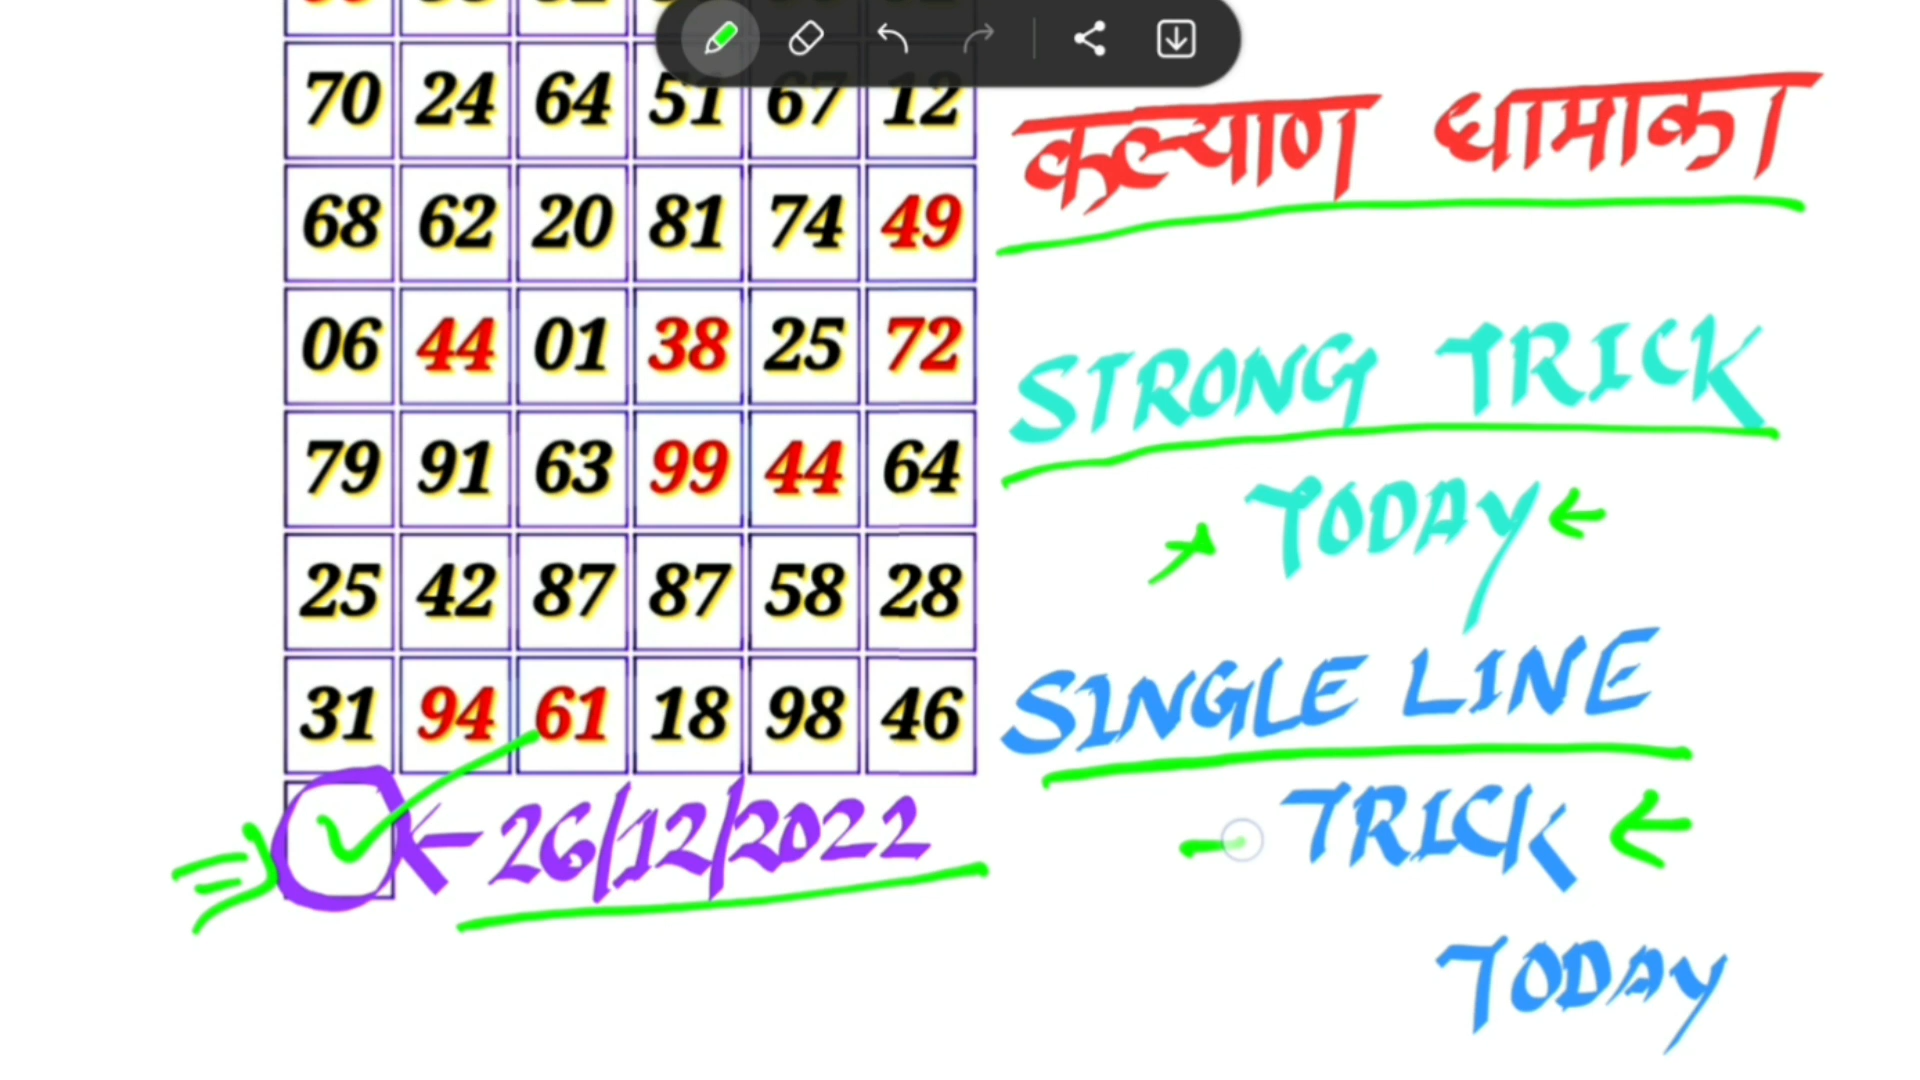 70 24 64 51 67 12
68 62 20 81 74 49
06 44 01 38 25 72
79 91 63 99 44 64
25 42 87 87 58 28
31 94 61 18 98 46
26/12/2022
कल्याण धामाका
STRONG TRICK
TODAY
SINGLE LINE
TRICK
TODAY